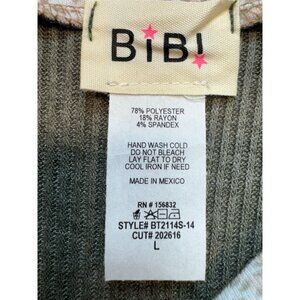 BiB!
78% POLYESTER
18% RAYON
4% SPANDEX
HAND WASH COLD
DO NOT BLEACH
LAY FLAT TO DRY
COOL IRON IF NEED
MADE IN MEXICO
RN # 156832
STYLE# BT2114S-14
CUT# 202616
L